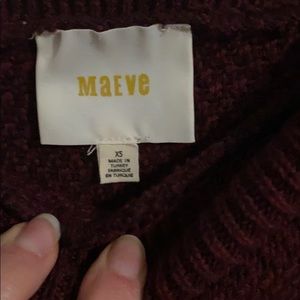 MaEve
XS
MADE IN
TURKEY
FABRIQUÉ
EN TURQUIE